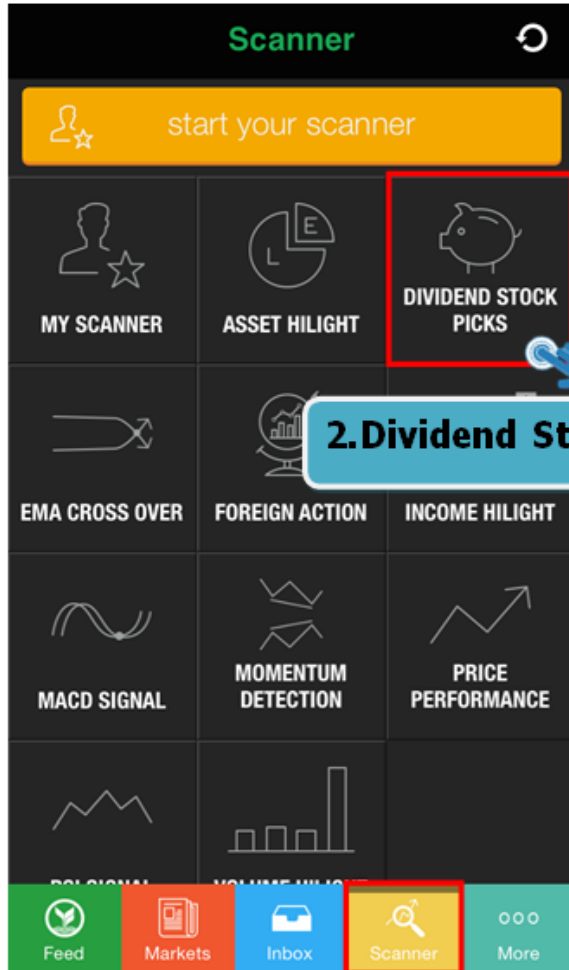 Scanner
start your scanner
MY SCANNER
ASSET HILIGHT
DIVIDEND STOCK
PICKS
2.Dividend St
EMA CROSS OVER
FOREIGN ACTION
INCOME HILIGHT
MACD SIGNAL
MOMENTUM
DETECTION
PRICE
PERFORMANCE
Feed
Markets
Inbox
Scanner
More